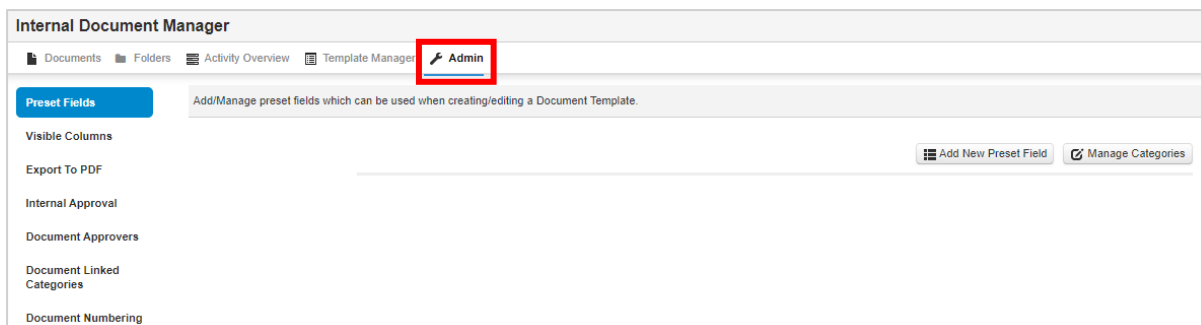 Internal Document Manager
Documents Folders Activity Overview Template Manager Admin
Preset Fields
Add/Manage preset fields which can be used when creating/editing a Document Template.
Visible Columns
Add New Preset Field Manage Categories
Export To PDF
Internal Approval
Document Approvers
Document Linked
Categories
Document Numbering